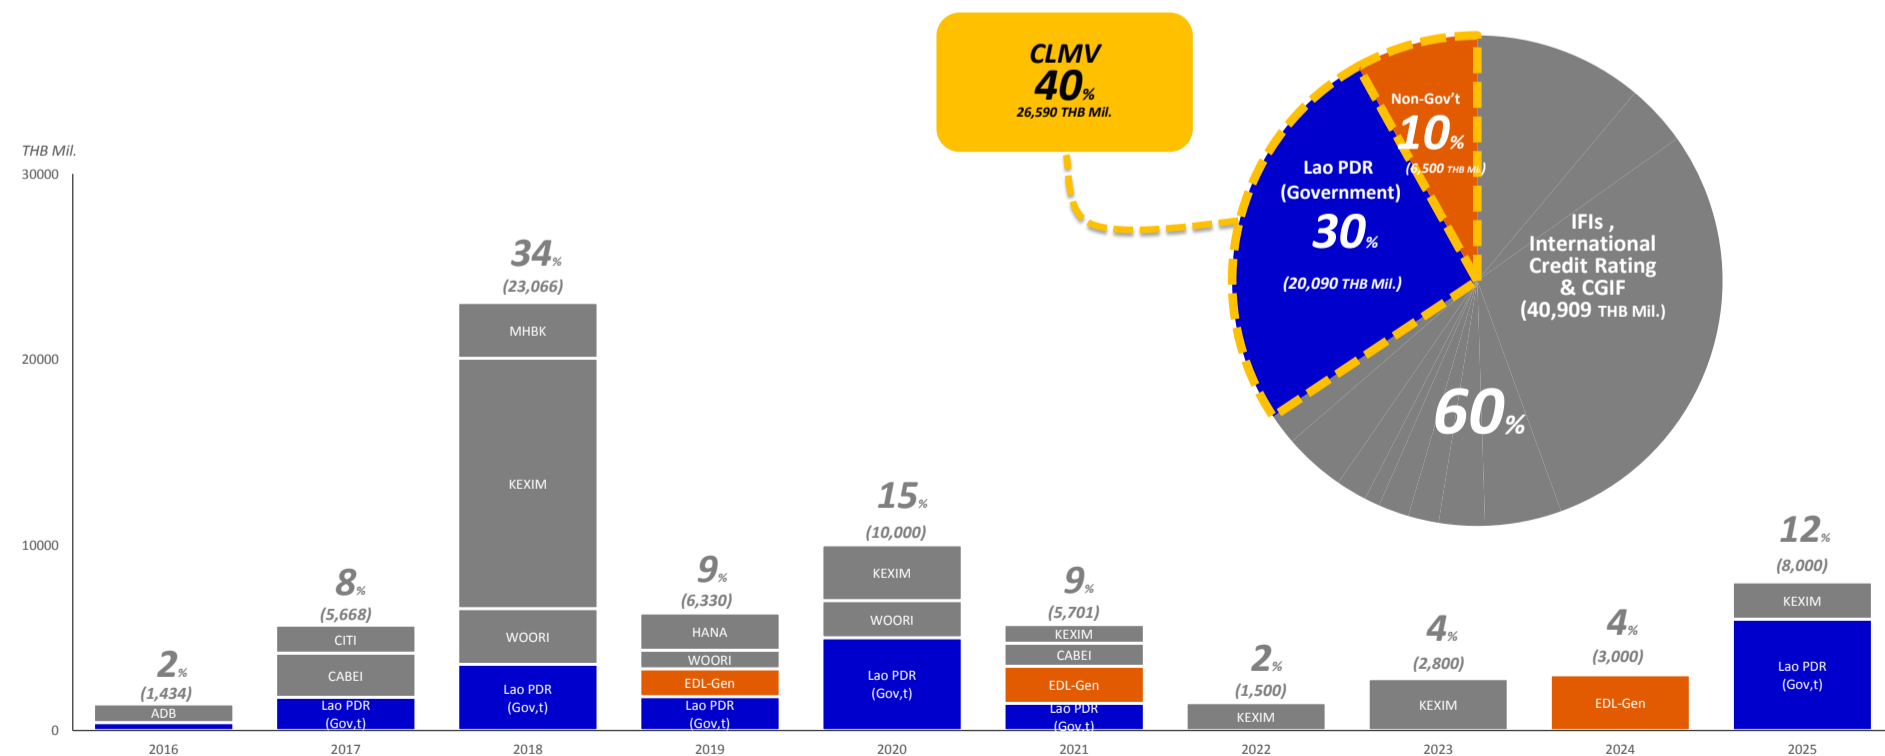 CLMV
40%
26,590 THB Mil.
Non-Gov't
10%
(6,500 THB Mil.)
Lao PDR
(Government)
30%
(20,090 THB Mil.)
IFIs ,
International
Credit Rating
& CGIF
(40,909 THB Mil.)
60%
THB Mil.
30000
20000
10000
0
2%
(1,434)
ADB
2016
8%
(5,668)
CITI
CABEI
Lao PDR
(Gov,t)
2017
34%
(23,066)
MHBK
KEXIM
WOORI
Lao PDR
(Gov,t)
2018
9%
(6,330)
HANA
WOORI
EDL-Gen
Lao PDR
(Gov,t)
2019
15%
(10,000)
KEXIM
WOORI
Lao PDR
(Gov,t)
2020
9%
(5,701)
KEXIM
CABEI
EDL-Gen
Lao PDR
(Gov,t)
2021
2%
(1,500)
KEXIM
2022
4%
(2,800)
KEXIM
2023
4%
(3,000)
EDL-Gen
2024
12%
(8,000)
KEXIM
Lao PDR
(Gov,t)
2025